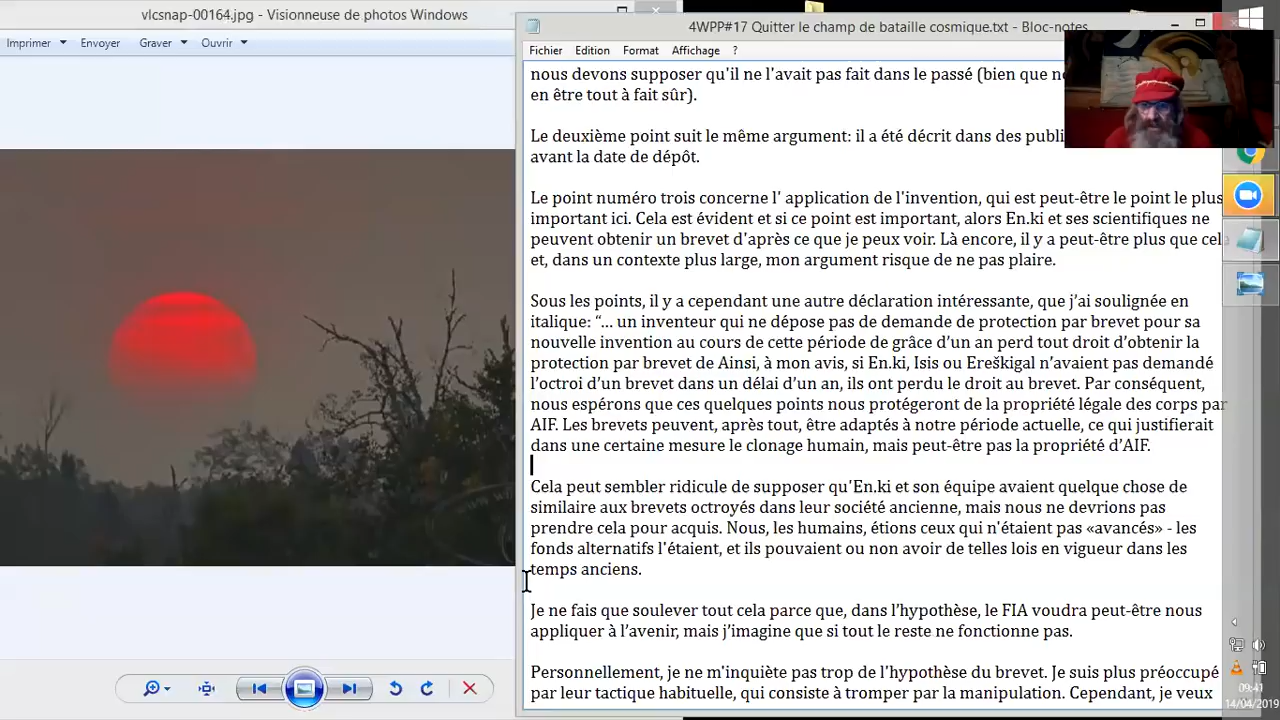 vlcsnap-00164.jpg - Visionneuse de photos Windows
Imprimer Envoyer Graver Ouvrir
4WPP#17 Quitter le champ de bataille cosmique.txt - Bloc-notes
Fichier Edition Format Affichage ?
nous devons supposer qu'il ne l'avait pas fait dans le passé (bien que
en être tout à fait sûr).
Le deuxième point suit le même argument: il a été décrit dans des
avant la date de dépôt.
Le point numéro trois concerne l' application de l'invention, qui est peut-être le point le plus
important ici. Cela est évident et si ce point est important, alors En.ki et ses scientifiques ne
peuvent obtenir un brevet d'après ce que je peux voir. Là encore, il y a peut-être plus que cela
et, dans un contexte plus large, mon argument risque de ne pas plaire.
Sous les points, il y a cependant une autre déclaration intéressante, que j’ai soulignée en
italique: “... un inventeur qui ne dépose pas de demande de protection par brevet pour sa
nouvelle invention au cours de cette période de grâce d’un an perd tout droit d’obtenir la
protection par brevet de Ainsi, à mon avis, si En.ki, Isis ou Ereškigal n’avaient pas demandé
l’octroi d’un brevet dans un délai d’un an, ils ont perdu le droit au brevet. Par conséquent,
nous espérons que ces quelques points nous protégeront de la propriété légale des corps par
AIF. Les brevets peuvent, après tout, être adaptés à notre période actuelle, ce qui justifierait
dans une certaine mesure le clonage humain, mais peut-être pas la propriété d’AIF.
Cela peut sembler ridicule de supposer qu'En.ki et son équipe avaient quelque chose de
similaire aux brevets octroyés dans leur société ancienne, mais nous ne devrions pas
prendre cela pour acquis. Nous, les humains, étions ceux qui n'étaient pas «avancés» - les
fonds alternatifs l'étaient, et ils pouvaient ou non avoir de telles lois en vigueur dans les
temps anciens.
Je ne fais que soulever tout cela parce que, dans l’hypothèse, le FIA voudra peut-être nous
appliquer à l’avenir, mais j’imagine que si tout le reste ne fonctionne pas.
Personnellement, je ne m'inquiète pas trop de l’hypothèse du brevet. Je suis plus préoccupé
par leur tactique habituelle, qui consiste à tromper par la manipulation. Cependant, je veux
09:41
14/04/2019